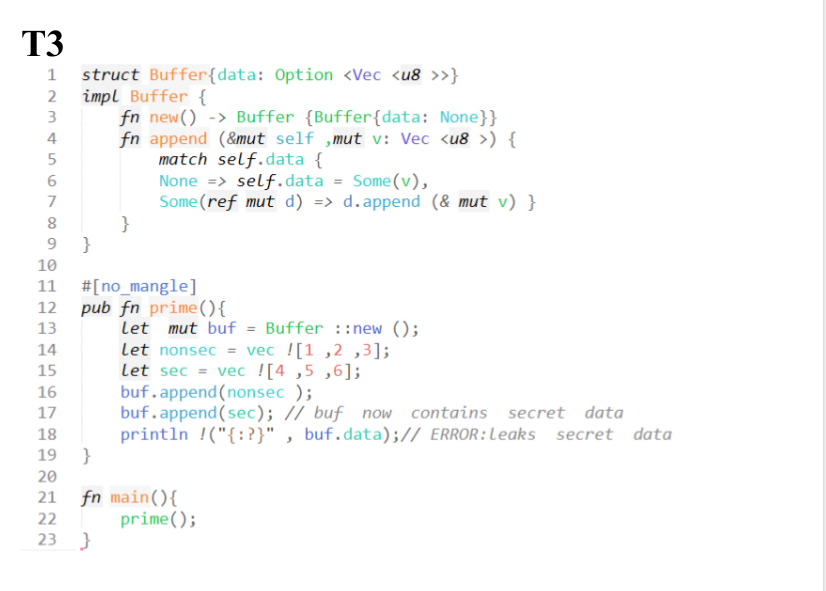 T3
1 struct Buffer{data: Option <Vec <u8 >>}
2 impl Buffer {
3 fn new() -> Buffer {Buffer{data: None}}
4 fn append (&mut self ,mut v: Vec <u8 >) {
5 match self.data {
6 None => self.data = Some(v),
7 Some(ref mut d) => d.append (& mut v) }
8 }
9 }
10
11 #[no_mangle]
12 pub fn prime(){
13 let mut buf = Buffer ::new ();
14 let nonsec = vec ![1 ,2 ,3];
15 let sec = vec ![4 ,5 ,6];
16 buf.append(nonsec );
17 buf.append(sec); // buf now contains secret data
18 println !("{:?}" , buf.data);// ERROR:leaks secret data
19 }
20
21 fn main(){
22 prime();
23 }